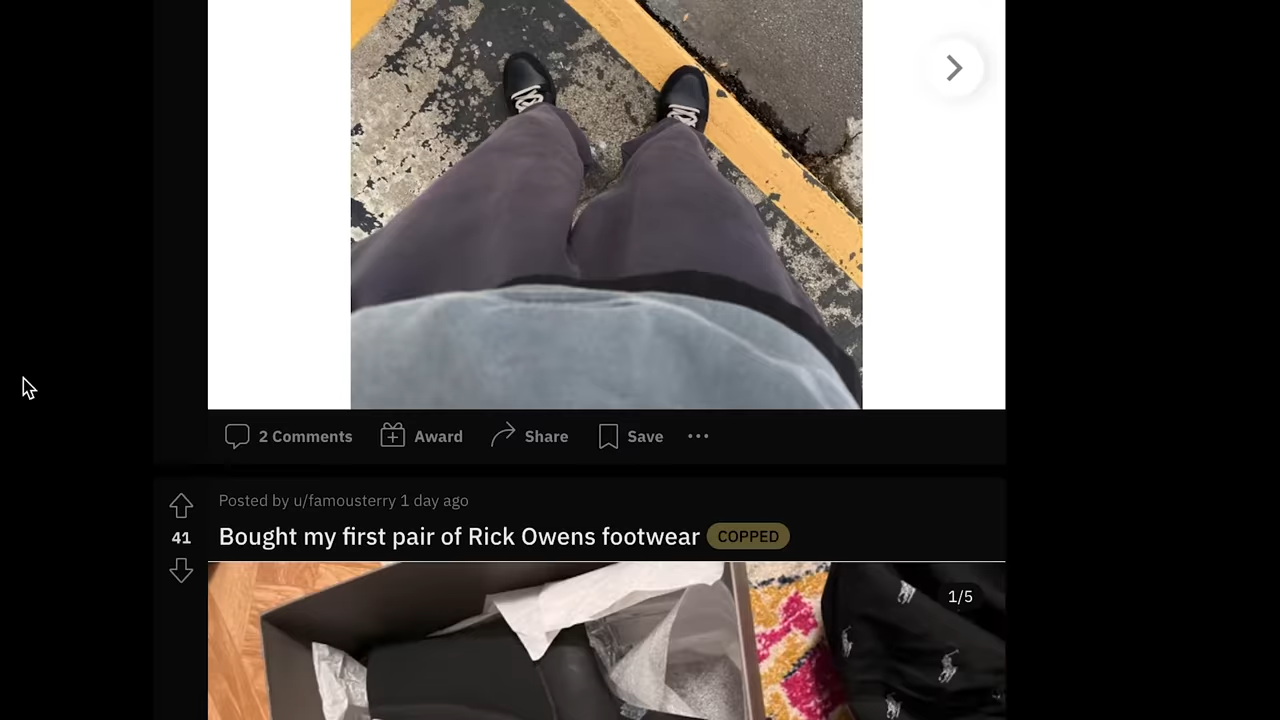 2 Comments Award Share Save
Posted by u/famousterry 1 day ago
41
Bought my first pair of Rick Owens footwear COPPED
1/5